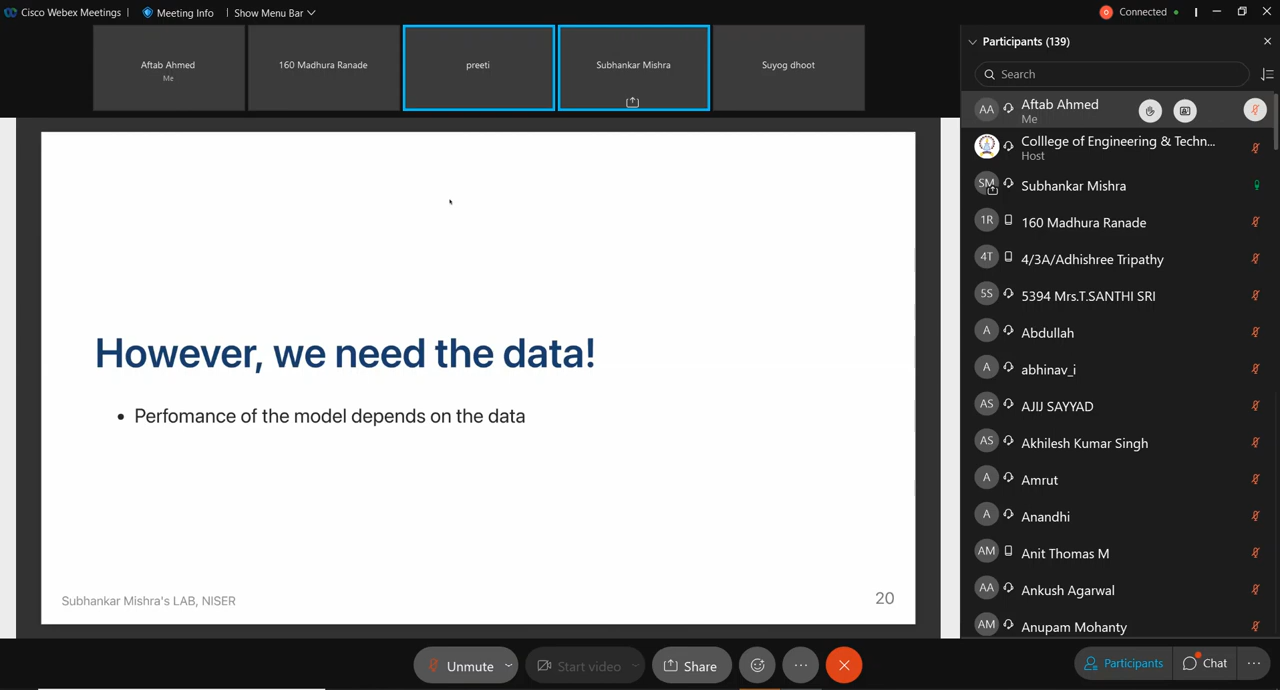 Cisco Webex Meetings
Meeting Info
Show Menu Bar
Connected
Aftab Ahmed
Me
160 Madhura Ranade
preeti
Subhankar Mishra
Suyog dhoot
However, we need the data!
• Perfomance of the model depends on the data
Subhankar Mishra's LAB, NISER
20
Participants (139)
Search
AA Aftab Ahmed
Me
Colllege of Engineering & Techn...
Host
SM Subhankar Mishra
1R 160 Madhura Ranade
4T 4/3A/Adhishree Tripathy
5S 5394 Mrs.T.SANTHI SRI
A Abdullah
A abhinav_i
AS AJIJ SAYYAD
AS Akhilesh Kumar Singh
A Amrut
A Anandhi
AM Anit Thomas M
AA Ankush Agarwal
AM Anupam Mohanty
Unmute
Start video
Share
Participants
Chat